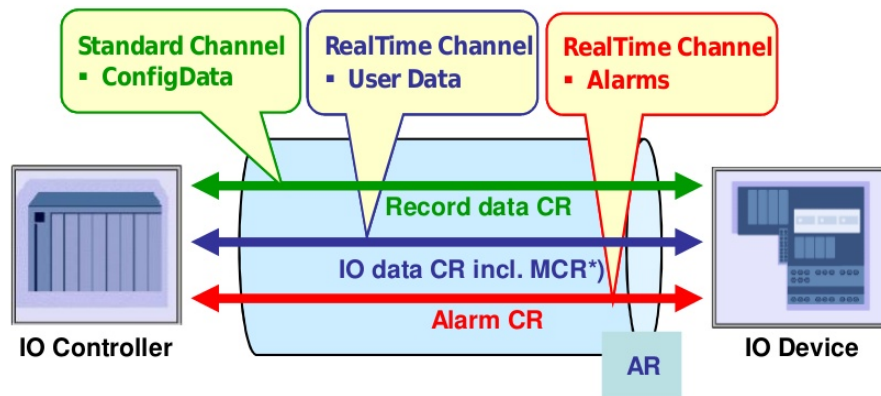 Standard Channel
▪ ConfigData
RealTime Channel
▪ User Data
RealTime Channel
▪ Alarms
Record data CR
IO data CR incl. MCR*)
Alarm CR
IO Controller
AR
IO Device